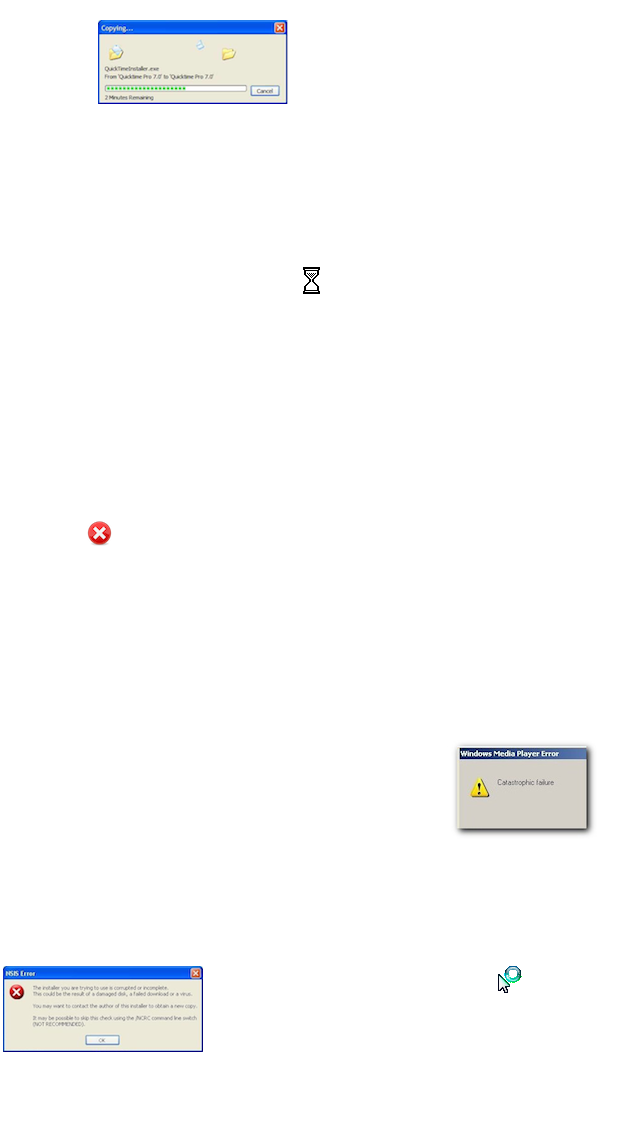 Copying...
QuickTimeInstaller.exe
From 'Quicktime Pro 7.0' to 'Quicktime Pro 7.0'
Cancel
2 Minutes Remaining
Windows Media Player Error
Catastrophic failure
NSIS Error
The installer you are trying to use is corrupted or incomplete.
This could be the result of a damaged disk, a failed download or a virus.
You may want to contact the author of this installer to obtain a new copy.
It may be possible to skip this check using the /NCRC command line switch
(NOT RECOMMENDED).
OK